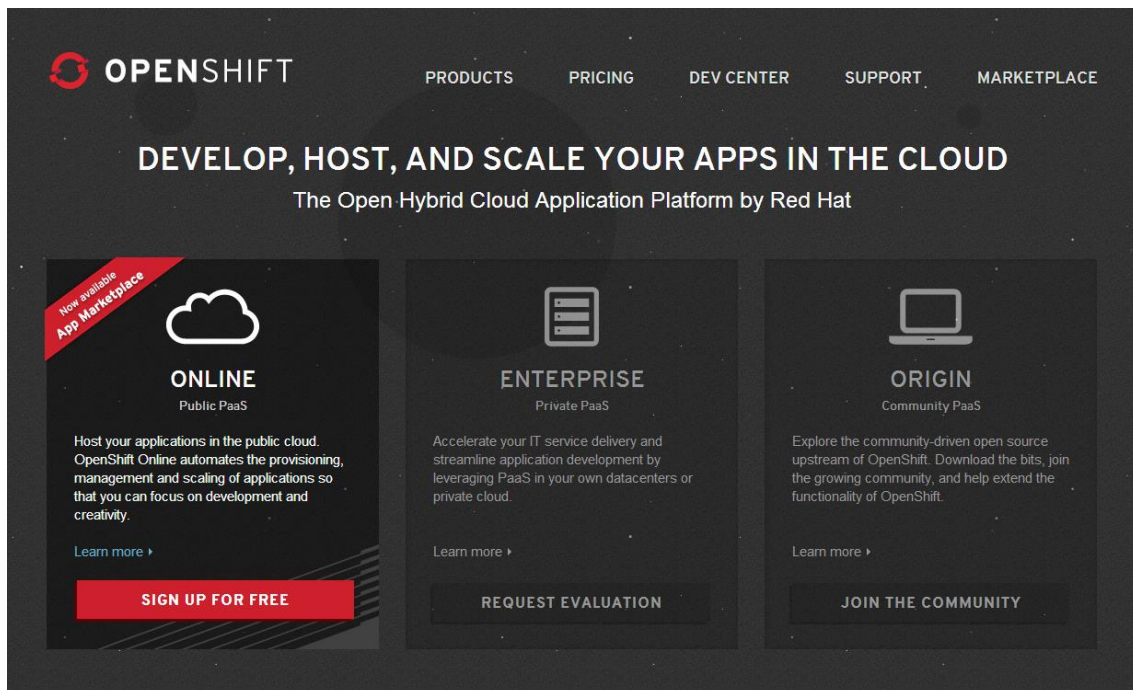 OPENSHIFT
PRODUCTS PRICING DEV CENTER SUPPORT MARKETPLACE
DEVELOP, HOST, AND SCALE YOUR APPS IN THE CLOUD
The Open Hybrid Cloud Application Platform by Red Hat
Now available
App Marketplace
ONLINE
Public PaaS
Host your applications in the public cloud.
OpenShift Online automates the provisioning,
management and scaling of applications so
that you can focus on development and
creativity.
Learn more
SIGN UP FOR FREE
ENTERPRISE
Private PaaS
Accelerate your IT service delivery and
streamline application development by
leveraging PaaS in your own datacenters or
private cloud.
Learn more
REQUEST EVALUATION
ORIGIN
Community PaaS
Explore the community-driven open source
upstream of OpenShift. Download the bits, join
the growing community, and help extend the
functionality of OpenShift.
Learn more
JOIN THE COMMUNITY